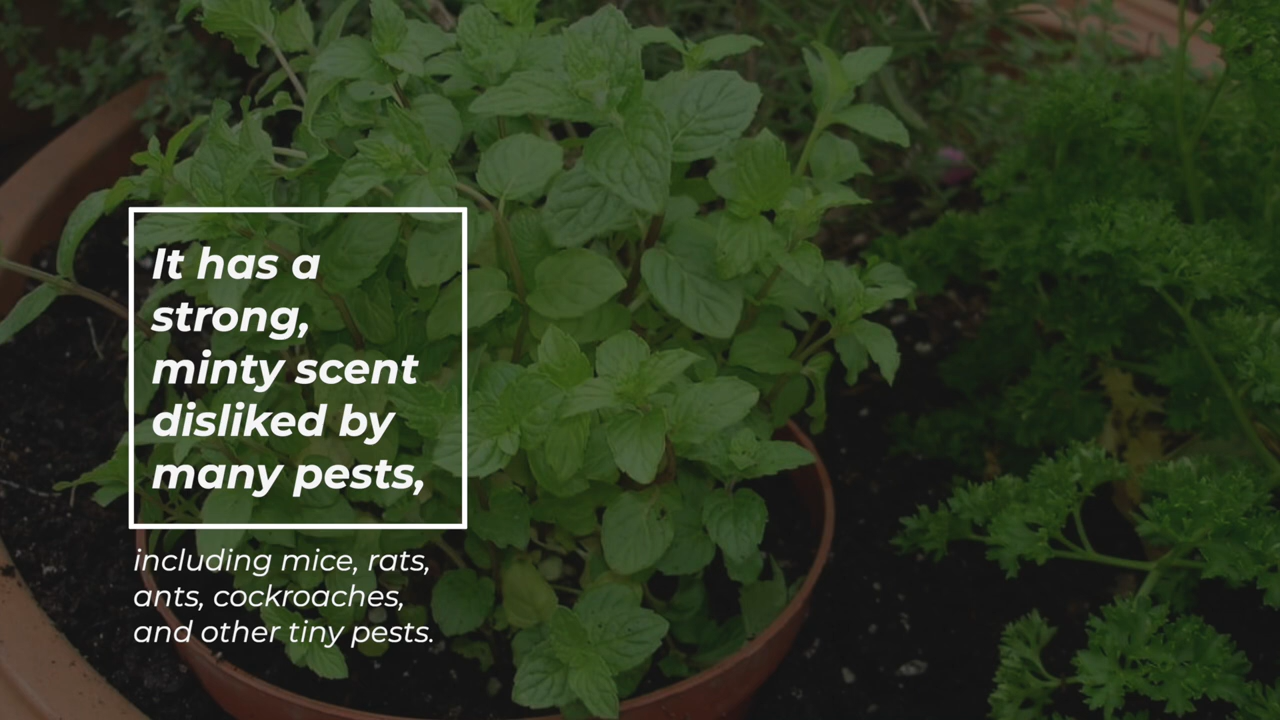 It has a
strong,
minty scent
disliked by
many pests,
including mice, rats,
ants, cockroaches,
and other tiny pests.